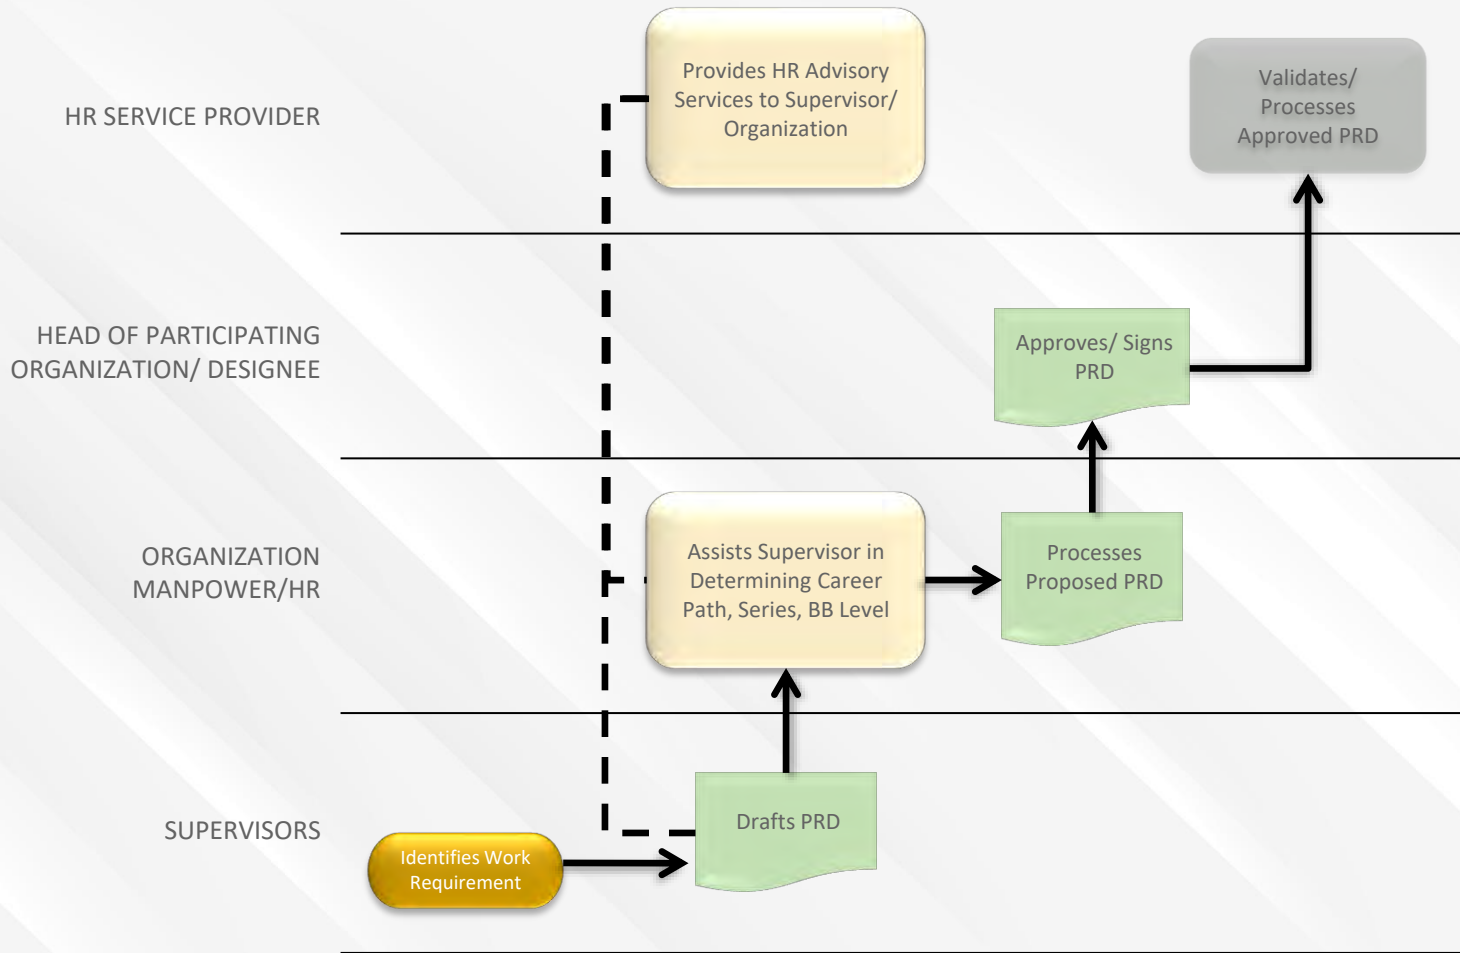 HR SERVICE PROVIDER
Provides HR Advisory
Services to Supervisor/
Organization
Validates/
Processes
Approved PRD
HEAD OF PARTICIPATING
ORGANIZATION/ DESIGNEE
Approves/ Signs
PRD
ORGANIZATION
MANPOWER/HR
Assists Supervisor in
Determining Career
Path, Series, BB Level
Processes
Proposed PRD
SUPERVISORS
Identifies Work
Requirement
Drafts PRD